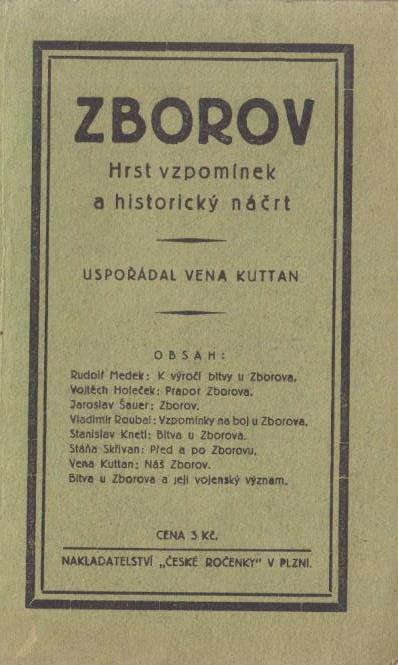 ZBOROV
Hrst vzpomínek
a historický náčrt
USPOŘÁDAL VENA KUTTAN
OBSAH:
Rudolf Medek: K výročí bitvy u Zborova.
Vojtěch Holeček: Prapor Zborova.
Jaroslav Šauer: Zborov.
Vladimír Roubal: Vzpomínky na boj u Zborova.
Stanislav Knetl: Bitva u Zborova.
Stáňa Skřivan: Před a po Zborovu.
Vena Kuttan: Náš Zborov.
Bitva u Zborova a její vojenský význam.
CENA 3 Kč.
NAKLADATELSTVÍ „ČESKÉ ROČENKY" V PLZNI.